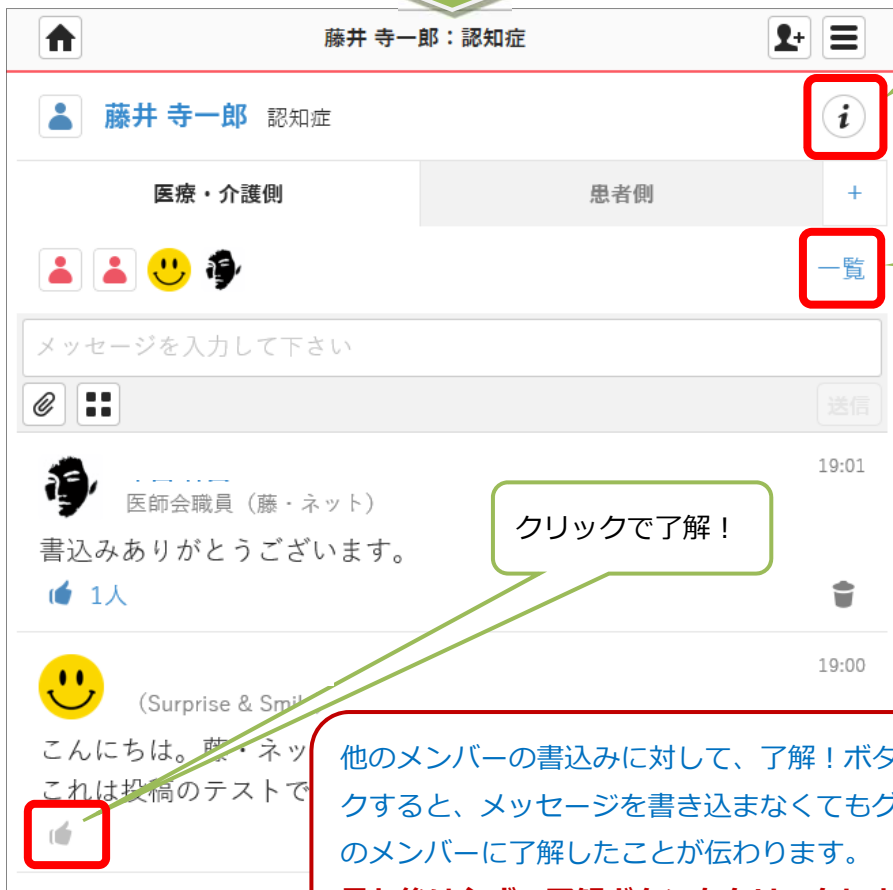 藤井 寺一郎：認知症
藤井 寺一郎 認知症
i
医療・介護側
患者側
+
一覧
メッセージを入力して下さい
送信
19:01
医師会職員（藤・ネット）
クリックで了解！
書込みありがとうございます。
1人
19:00
（Surprise & Smil
こんにちは。藤・ネッ
これは投稿のテストで
他のメンバーの書込みに対して、了解！ボタ
クすると、メッセージを書き込まなくてもグ
のメンバーに了解したことが伝わります。